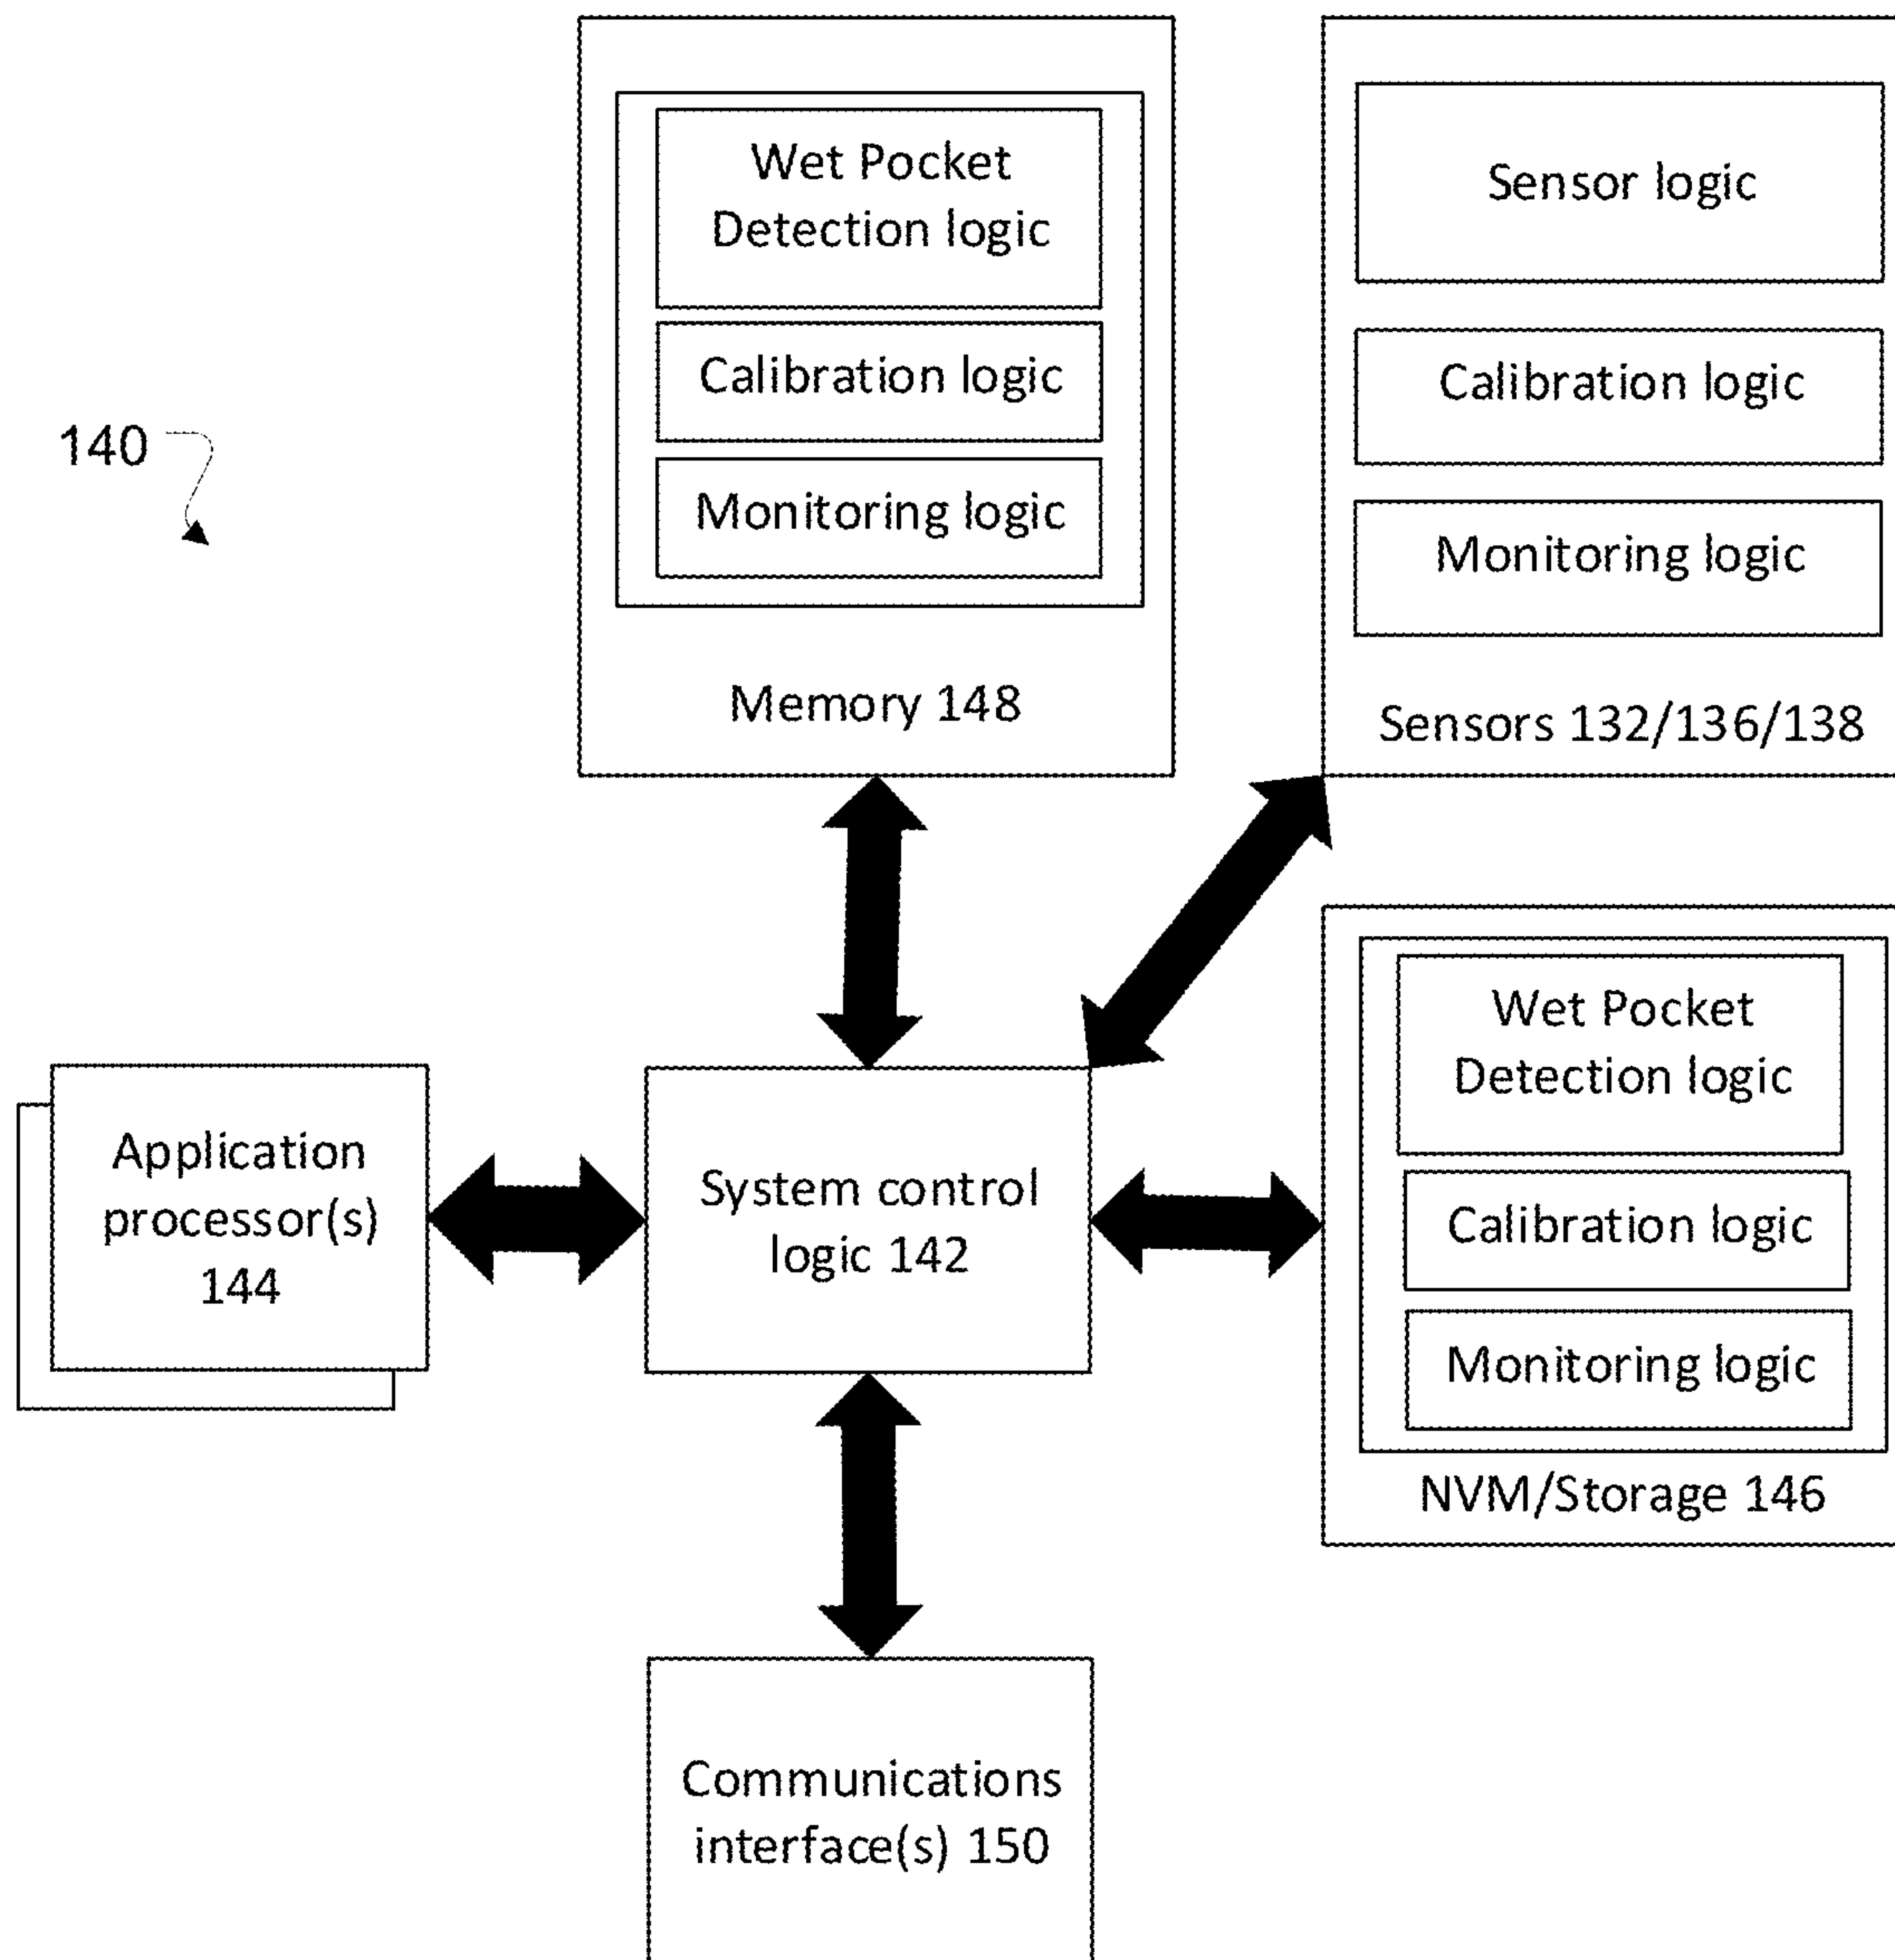 Wet Pocket
Detection logic
Calibration logic
Monitoring logic
Memory 148
Sensor logic
Calibration logic
Monitoring logic
Sensors 132/136/138
140
Application
processor(s)
144
System control
logic 142
Wet Pocket
Detection logic
Calibration logic
Monitoring logic
NVM/Storage 146
Communications
interface(s) 150